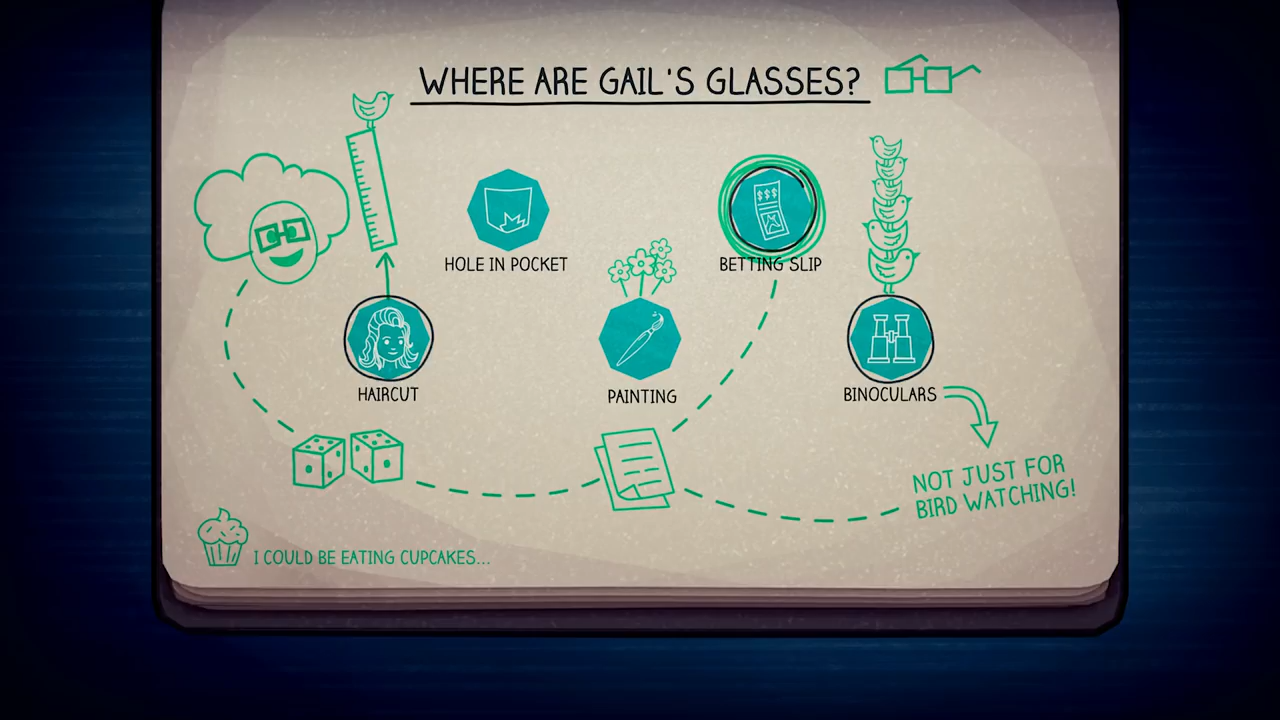 WHERE ARE GAIL'S GLASSES?
HOLE IN POCKET
$$$
BETTING SLIP
HAIRCUT
PAINTING
BINOCULARS
NOT JUST FOR
BIRD WATCHING!
I COULD BE EATING CUPCAKES...